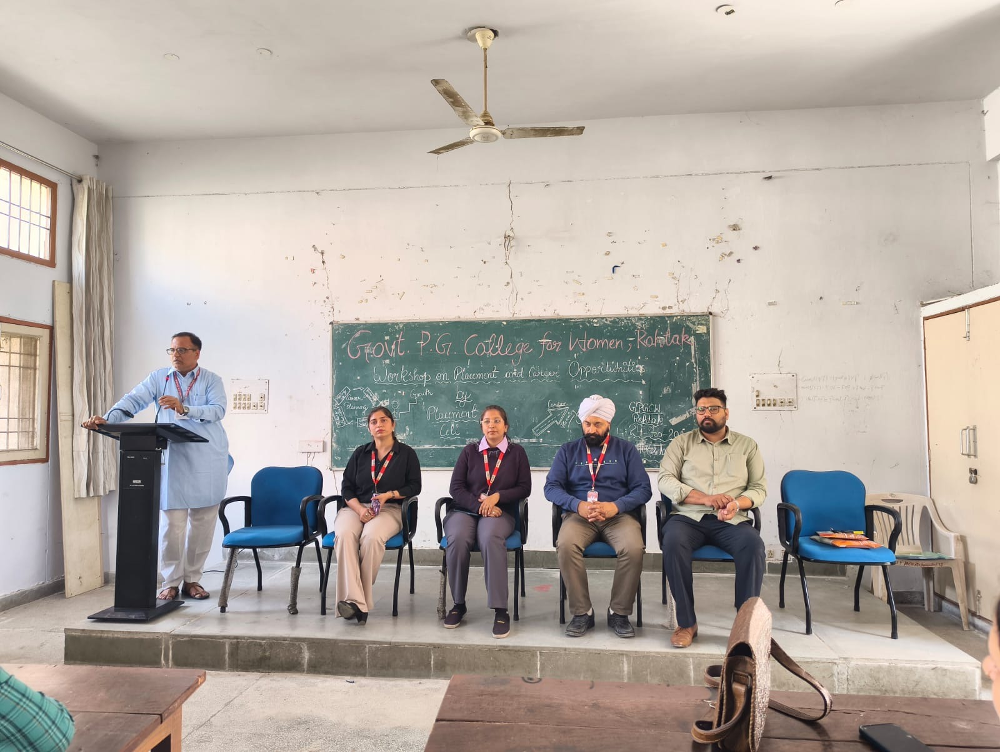 Govt. P.G. College for Women, Rohtak
Workshop on Placement and Career Opportunities
by
Placement
Cell
Career
Planning
Growth
Career
GPGCW
Rohtak